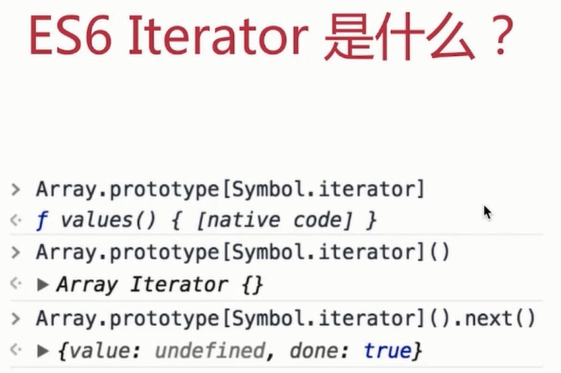 ES6 Iterator 是什么？
> Array.prototype[Symbol.iterator]
<· ƒ values() { [native code] }
> Array.prototype[Symbol.iterator]()
<· ▶ Array Iterator {}
> Array.prototype[Symbol.iterator]().next()
<· ▶ {value: undefined, done: true}